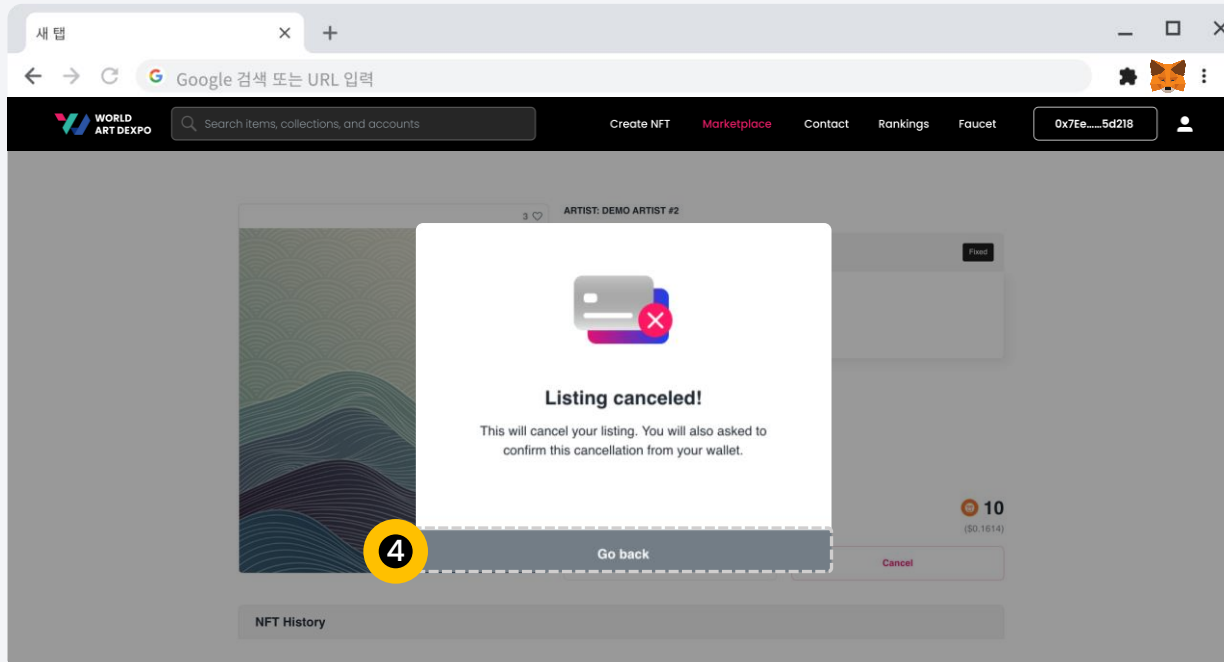 새 탭
Google 검색 또는 URL 입력
WORLD
ART DEXPO
Search items, collections, and accounts
Create NFT
Marketplace
Contact
Rankings
Faucet
0x7Ee......5d218
3
ARTIST: DEMO ARTIST #2
Fixed
Listing canceled!
This will cancel your listing. You will also asked to
confirm this cancellation from your wallet.
10
($0.1614)
4
Go back
Cancel
NFT History